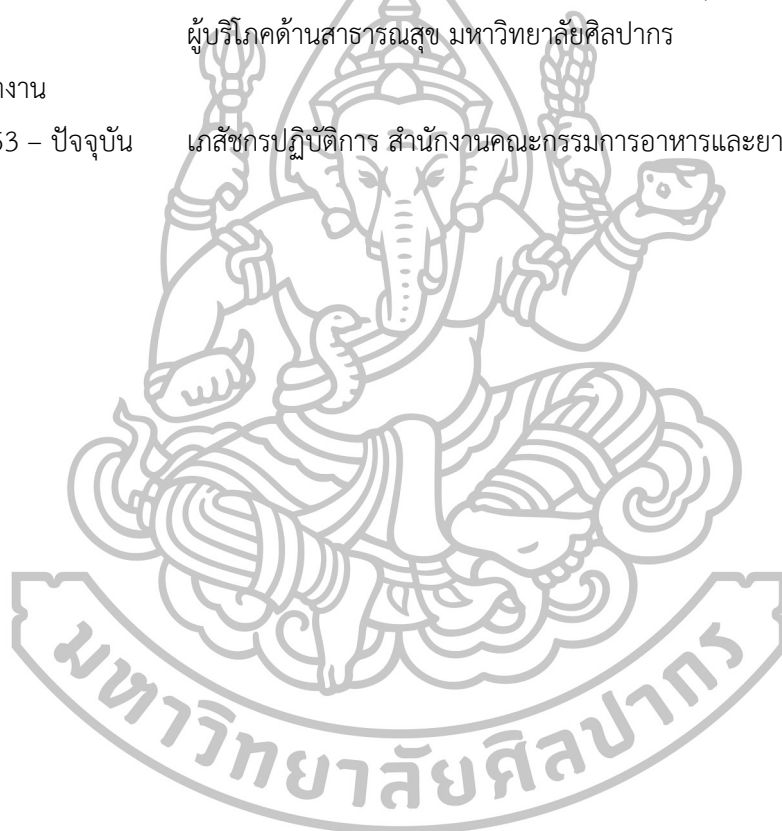 ผู้บริโภคด้านสาธารณสุข มหาวิทยาลัยศิลปากร
53 – ปัจจุบัน เภสัชกรปฏิบัติการ สำนักงานคณะกรรมการอาหารและยา
มหาวิทยาลัยศิลปากร